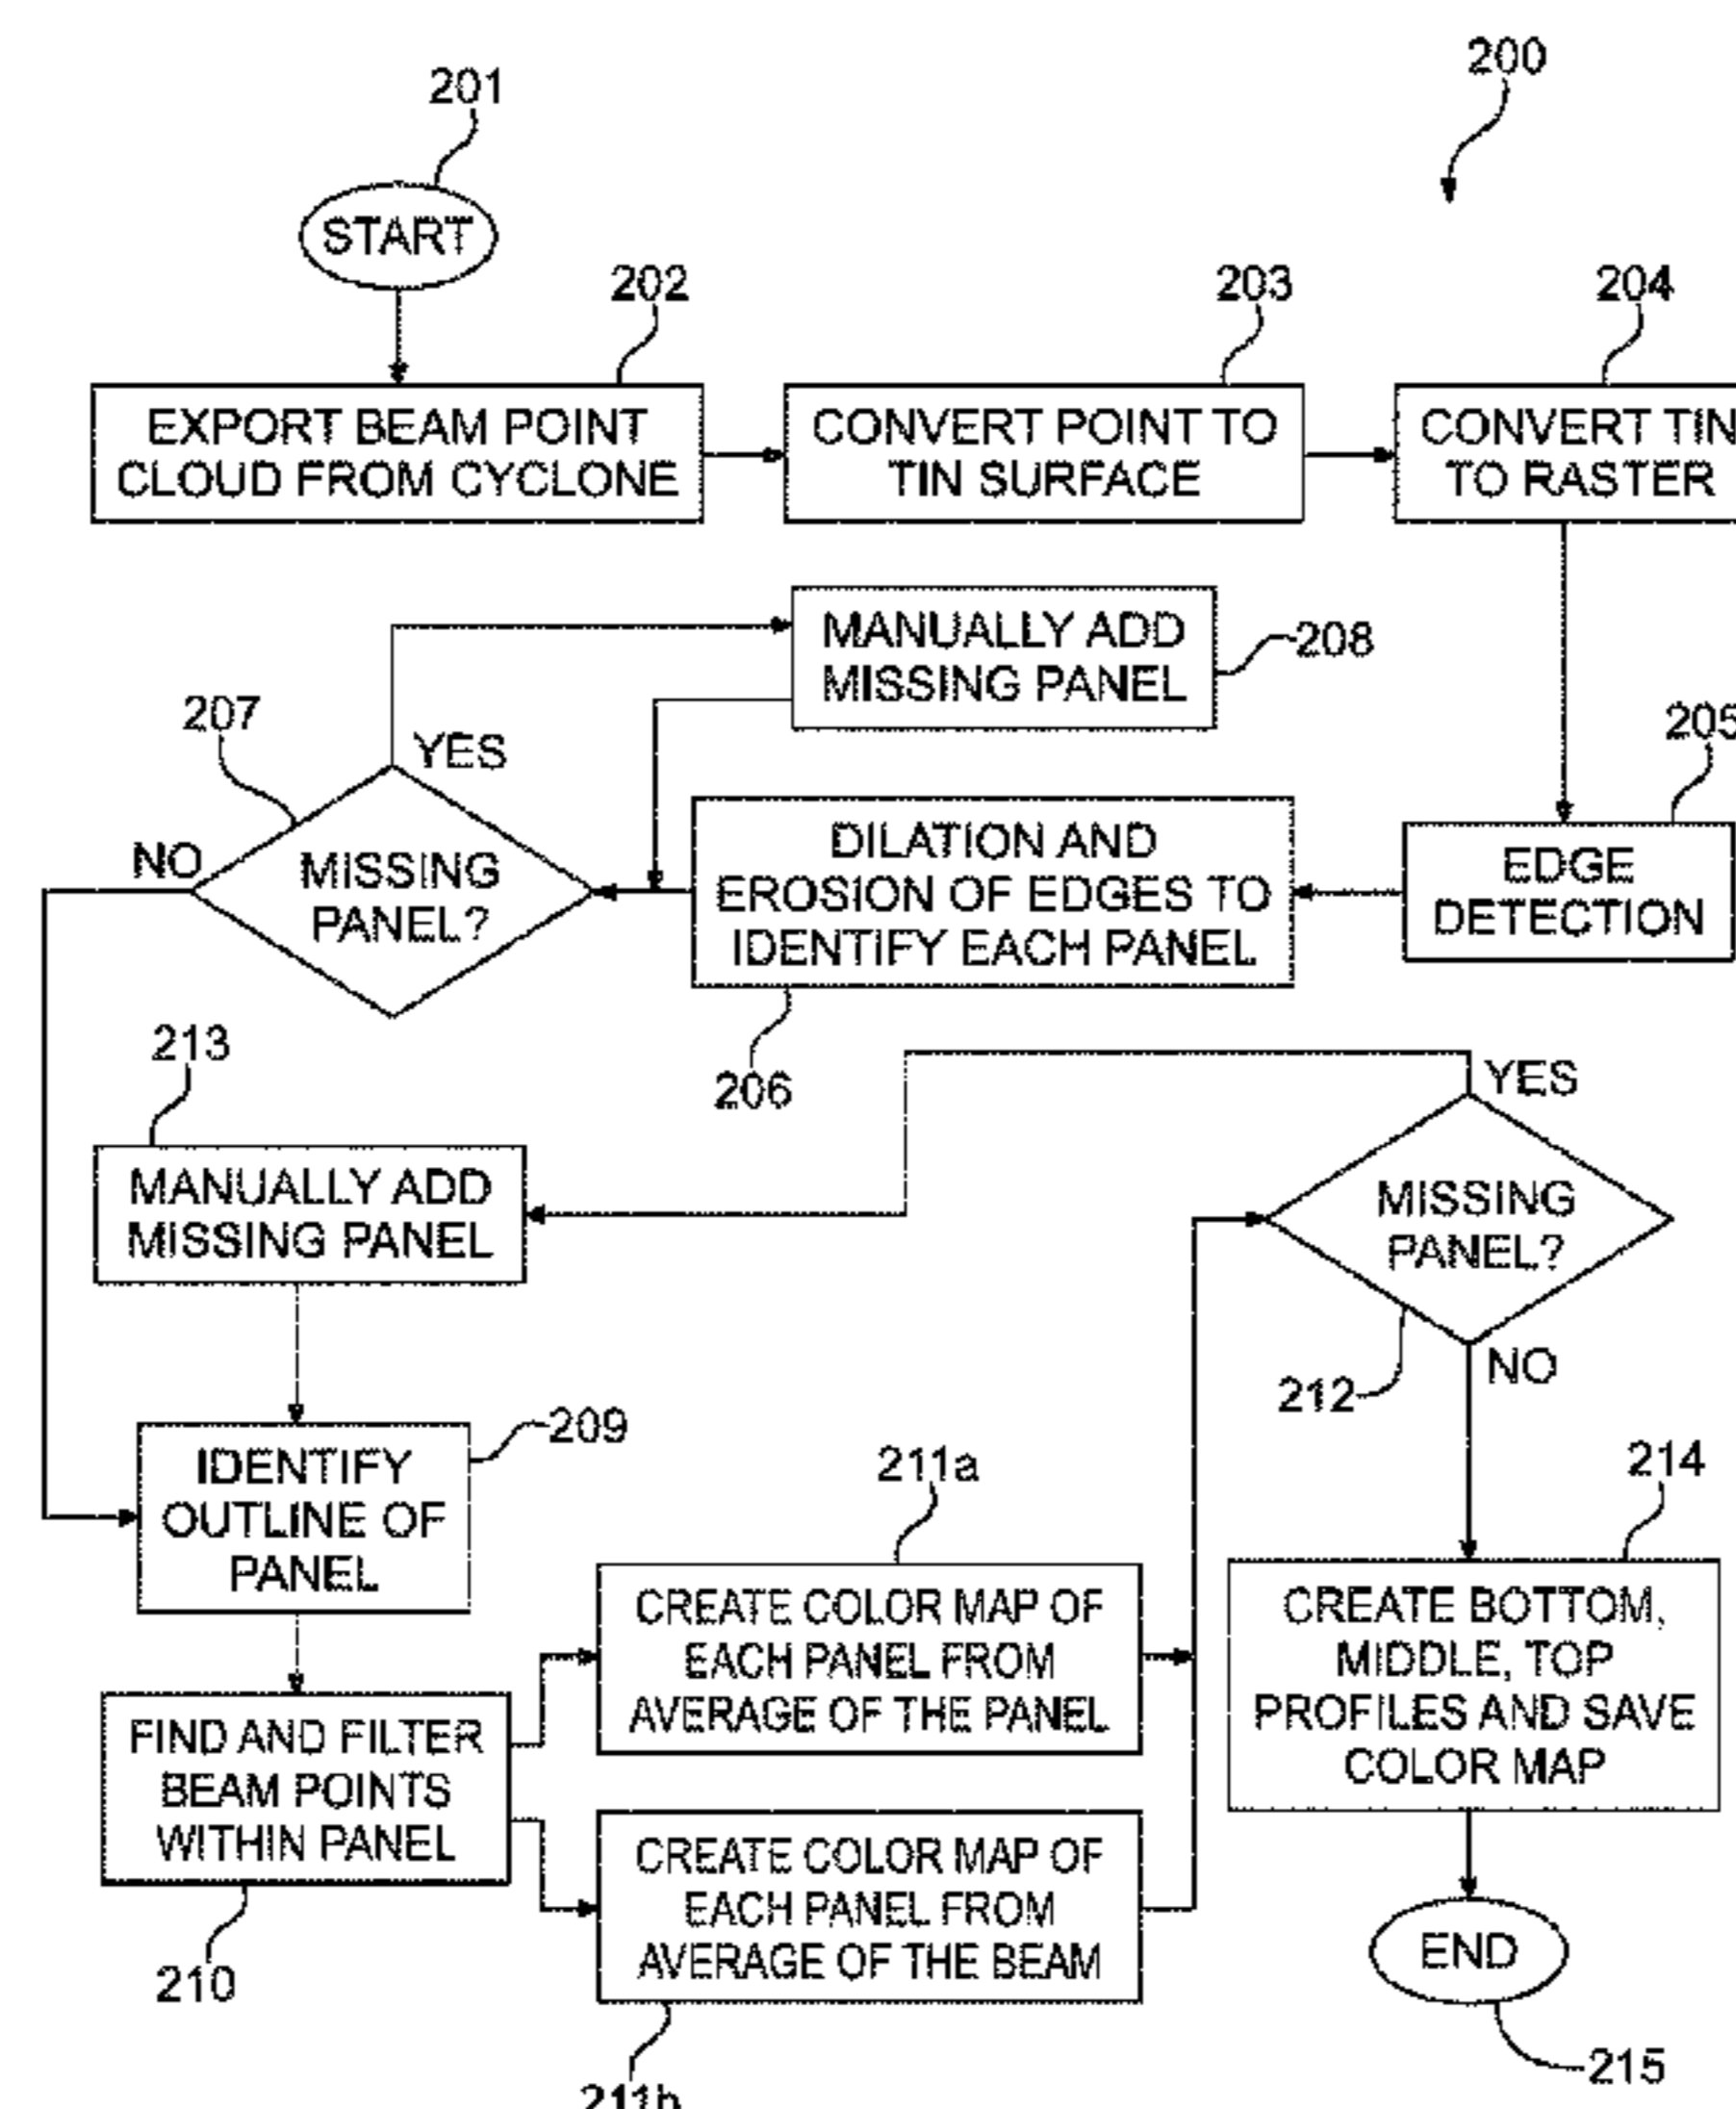 200
201
START
202
EXPORT BEAM POINT
CLOUD FROM CYCLONE
203
CONVERT POINT TO
TIN SURFACE
204
CONVERT TIN
TO RASTER
205
EDGE
DETECTION
206
DILATION AND
EROSION OF EDGES TO
IDENTIFY EACH PANEL
207
MISSING
PANEL?
YES
NO
208
MANUALLY ADD
MISSING PANEL
213
MANUALLY ADD
MISSING PANEL
209
IDENTIFY
OUTLINE OF
PANEL
210
FIND AND FILTER
BEAM POINTS
WITHIN PANEL
211a
CREATE COLOR MAP OF
EACH PANEL FROM
AVERAGE OF THE PANEL
211b
CREATE COLOR MAP OF
EACH PANEL FROM
AVERAGE OF THE BEAM
212
MISSING
PANEL?
YES
NO
214
CREATE BOTTOM,
MIDDLE, TOP
PROFILES AND SAVE
COLOR MAP
END
215